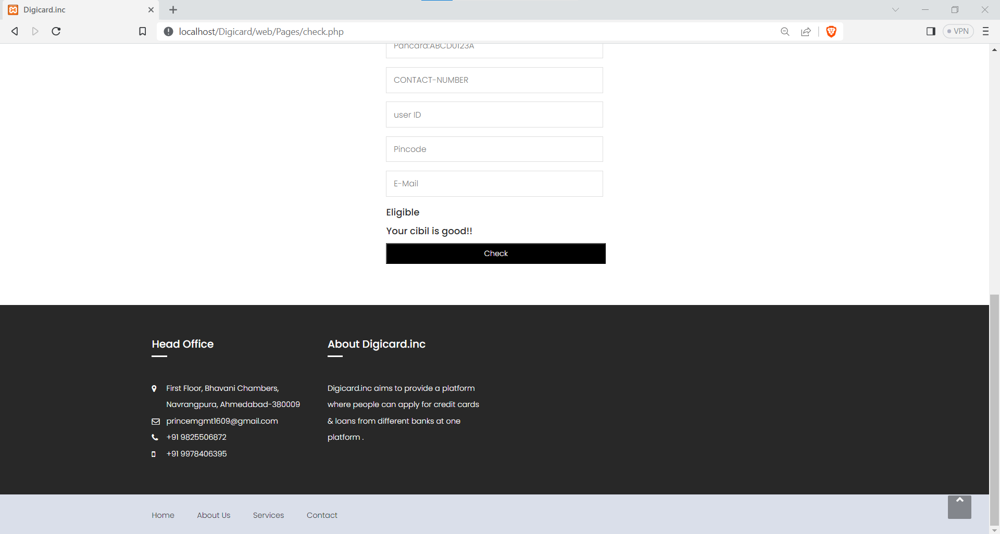 Digicard.inc
localhost/Digicard/web/Pages/check.php
VPN
Pancard:ABCD0123A
CONTACT-NUMBER
user ID
Pincode
E-Mail
Eligible
Your cibil is good!!
Check
Head Office
First Floor, Bhavani Chambers,
Navrangpura, Ahmedabad-380009
princemgmt1609@gmail.com
+91 9825506872
+91 9978406395
About Digicard.inc
Digicard.inc aims to provide a platform
where people can apply for credit cards
& loans from different banks at one
platform .
Home About Us Services Contact